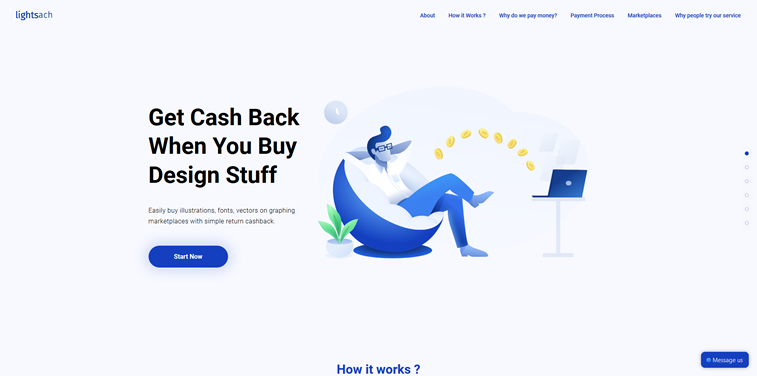 lightsach
About
How it Works ?
Why do we pay money?
Payment Process
Marketplaces
Why people try our service
Get Cash Back
When You Buy
Design Stuff
Easily buy illustrations, fonts, vectors on graphing
marketplaces with simple return cashback.
Start Now
How it works ?
Message us